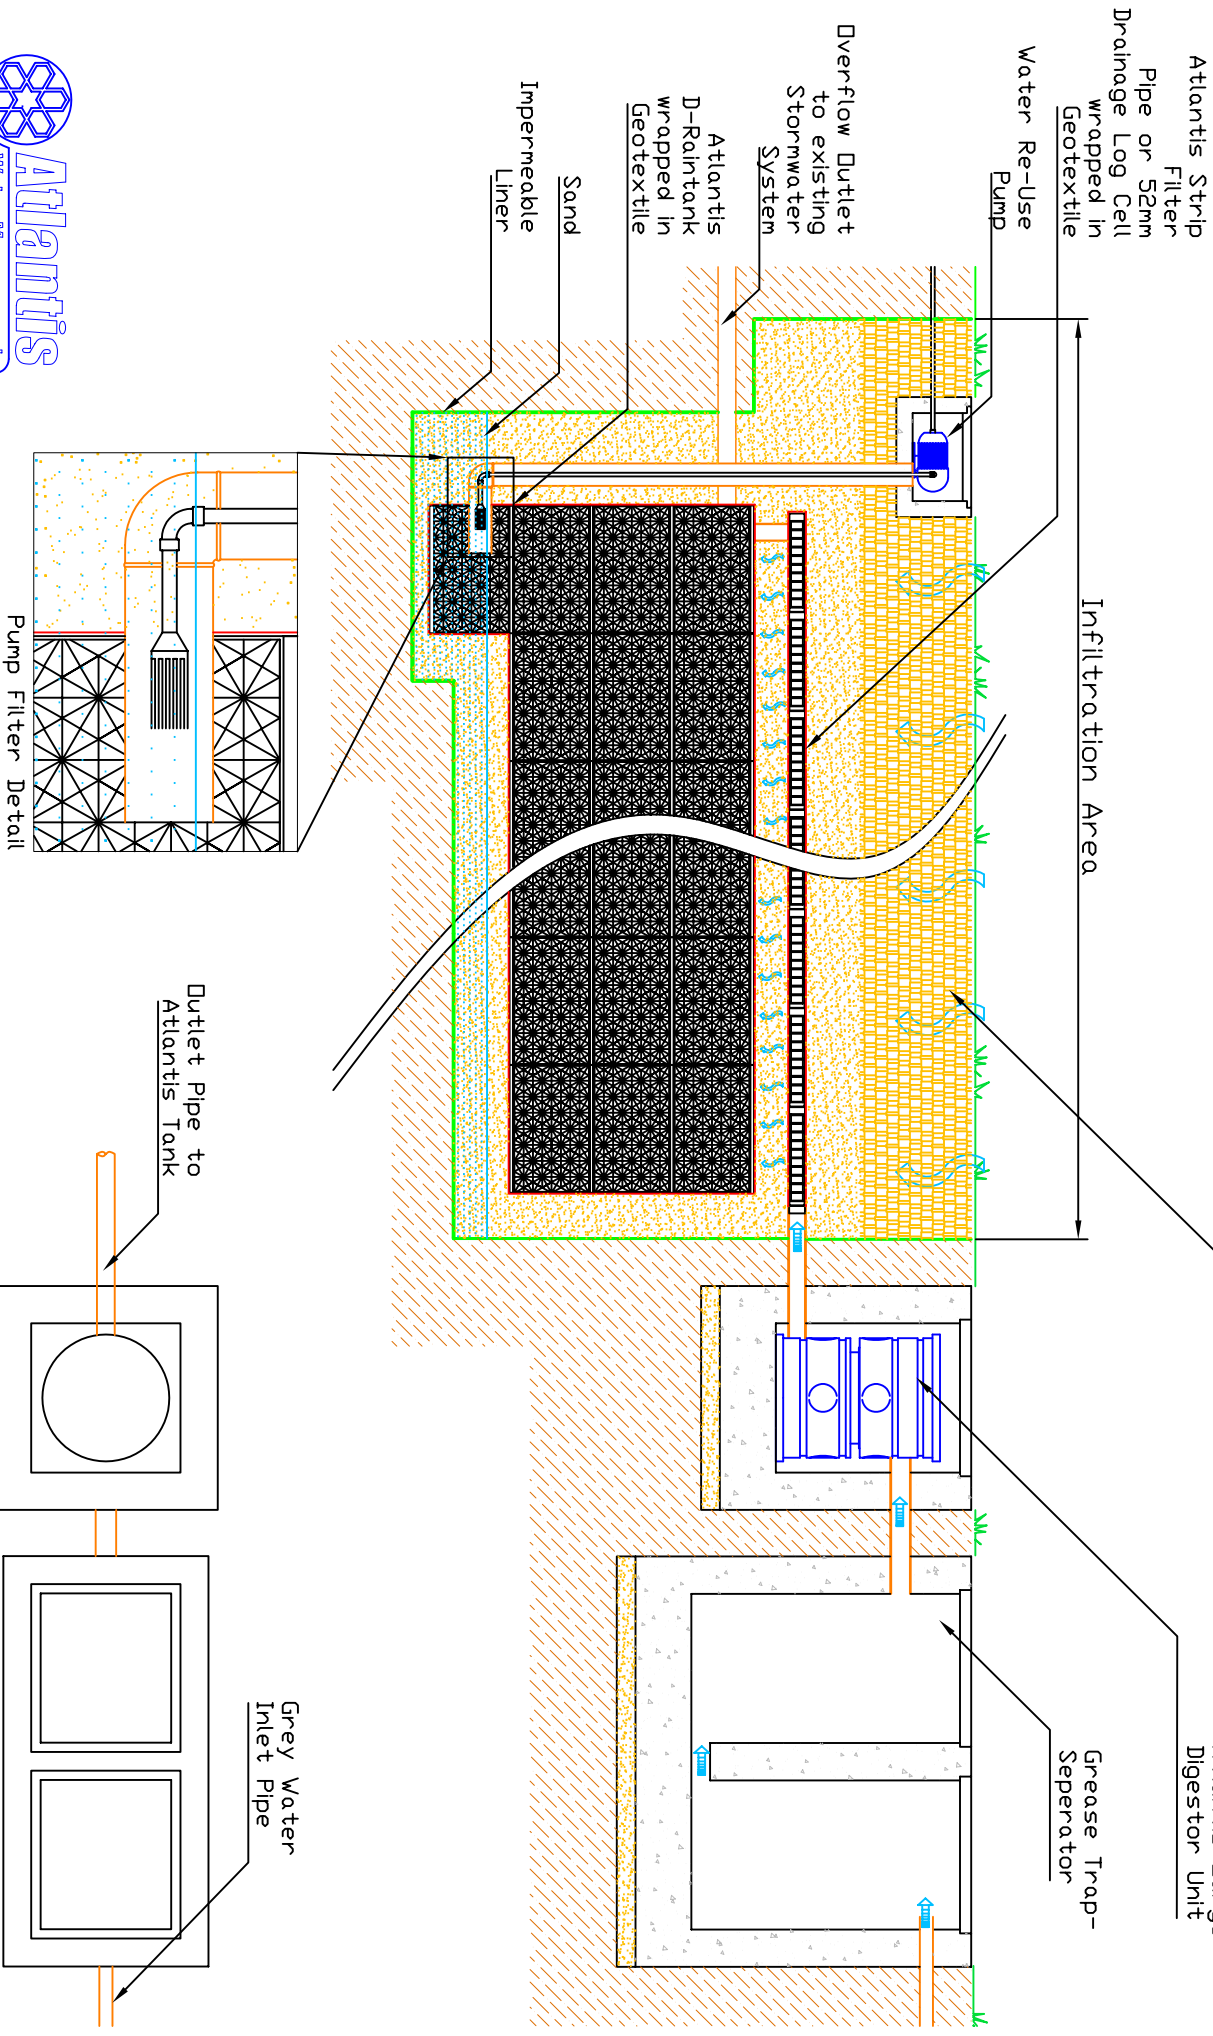 Atlantis Strip
Filter
Pipe or 52mm
Drainage Log Cell
wrapped in
Geotextile
Water Re-Use
Pump
Overflow Outlet
to existing
Stormwater
System
Atlantis
D-Raintank
wrapped in
Geotextile
Sand
Impermeable
Liner
Infiltration Area
Digestor Unit
Grease Trap-
Seperator
Pump Filter Detail
Outlet Pipe to
Atlantis Tank
Grey Water
Inlet Pipe
Atlantis